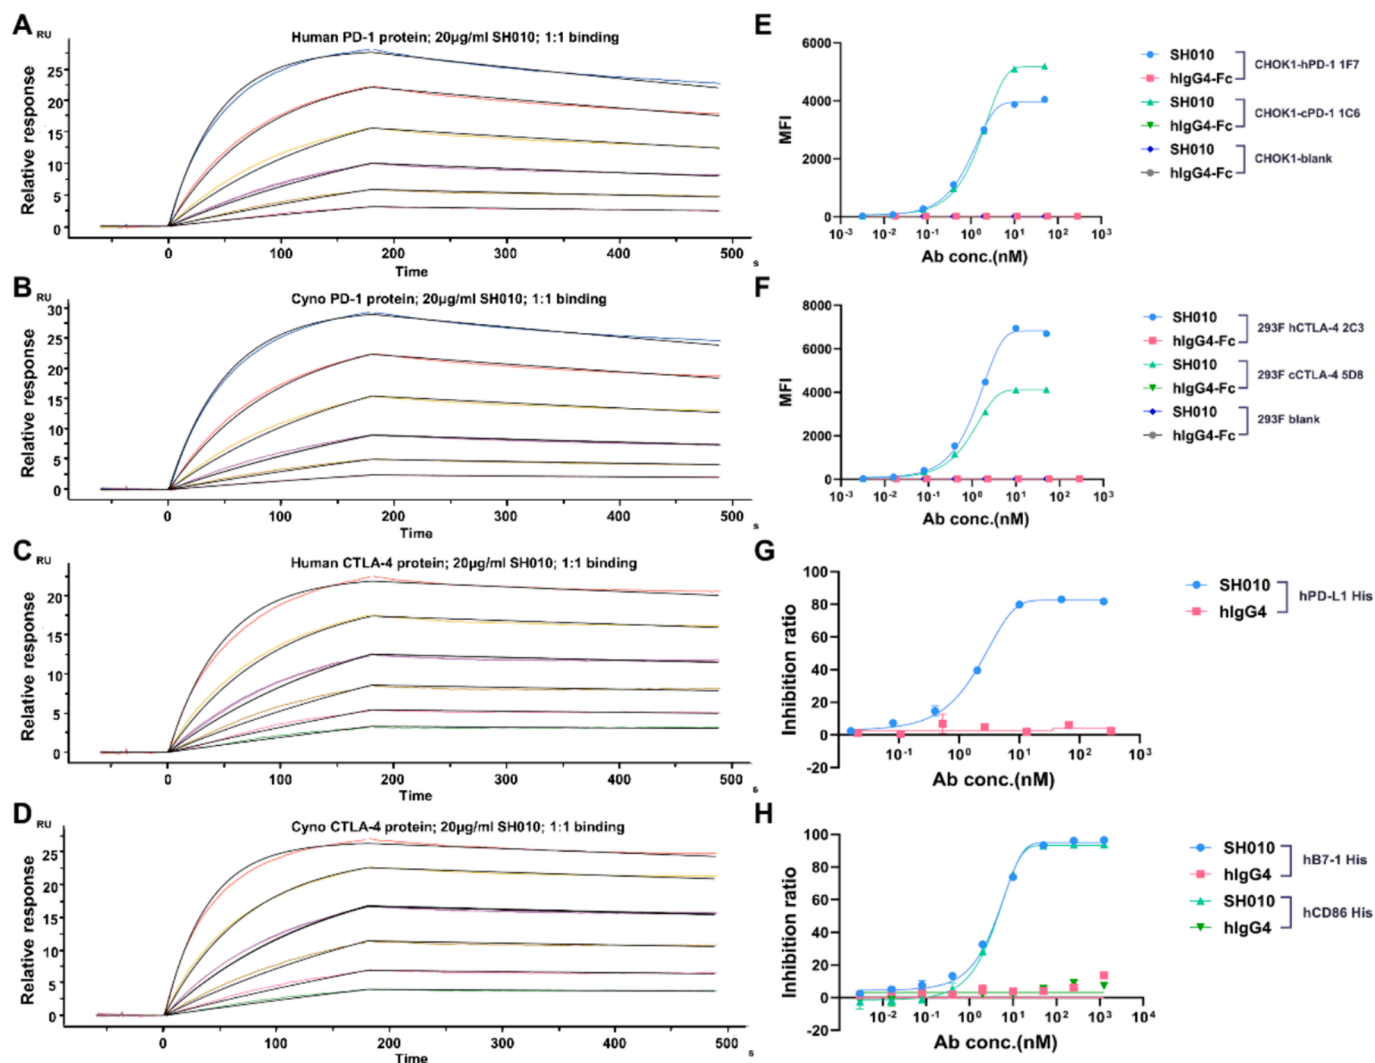 A
RU
Human PD-1 protein; 20µg/ml SH010; 1:1 binding
Relative response
25
20
15
10
5
0
0
100
200
300
400
500
s
Time
B
RU
Cyno PD-1 protein; 20µg/ml SH010; 1:1 binding
Relative response
30
25
20
15
10
5
0
0
100
200
300
400
500
s
Time
C
RU
Human CTLA-4 protein; 20µg/ml SH010; 1:1 binding
Relative response
20
15
10
5
0
0
100
200
300
400
500
s
Time
D
RU
Cyno CTLA-4 protein; 20µg/ml SH010; 1:1 binding
Relative response
25
20
15
10
5
0
0
100
200
300
400
500
s
Time
E
MFI
6000
4000
2000
0
10⁻³ 10⁻² 10⁻¹ 10⁰ 10¹ 10² 10³
Ab conc.(nM)
SH010
hIgG4-Fc
CHOK1-hPD-1 1F7
SH010
hIgG4-Fc
CHOK1-cPD-1 1C6
SH010
hIgG4-Fc
CHOK1-blank
F
MFI
8000
6000
4000
2000
0
10⁻³ 10⁻² 10⁻¹ 10⁰ 10¹ 10² 10³
Ab conc.(nM)
SH010
hIgG4-Fc
293F hCTLA-4 2C3
SH010
hIgG4-Fc
293F cCTLA-4 5D8
SH010
hIgG4-Fc
293F blank
G
Inhibition ratio
100
80
60
40
20
0
-20
10⁻¹ 10⁰ 10¹ 10² 10³
Ab conc.(nM)
SH010
hIgG4
hPD-L1 His
H
Inhibition ratio
100
80
60
40
20
0
-20
10⁻² 10⁻¹ 10⁰ 10¹ 10² 10³ 10⁴
Ab conc.(nM)
SH010
hIgG4
hB7-1 His
SH010
hIgG4
hCD86 His